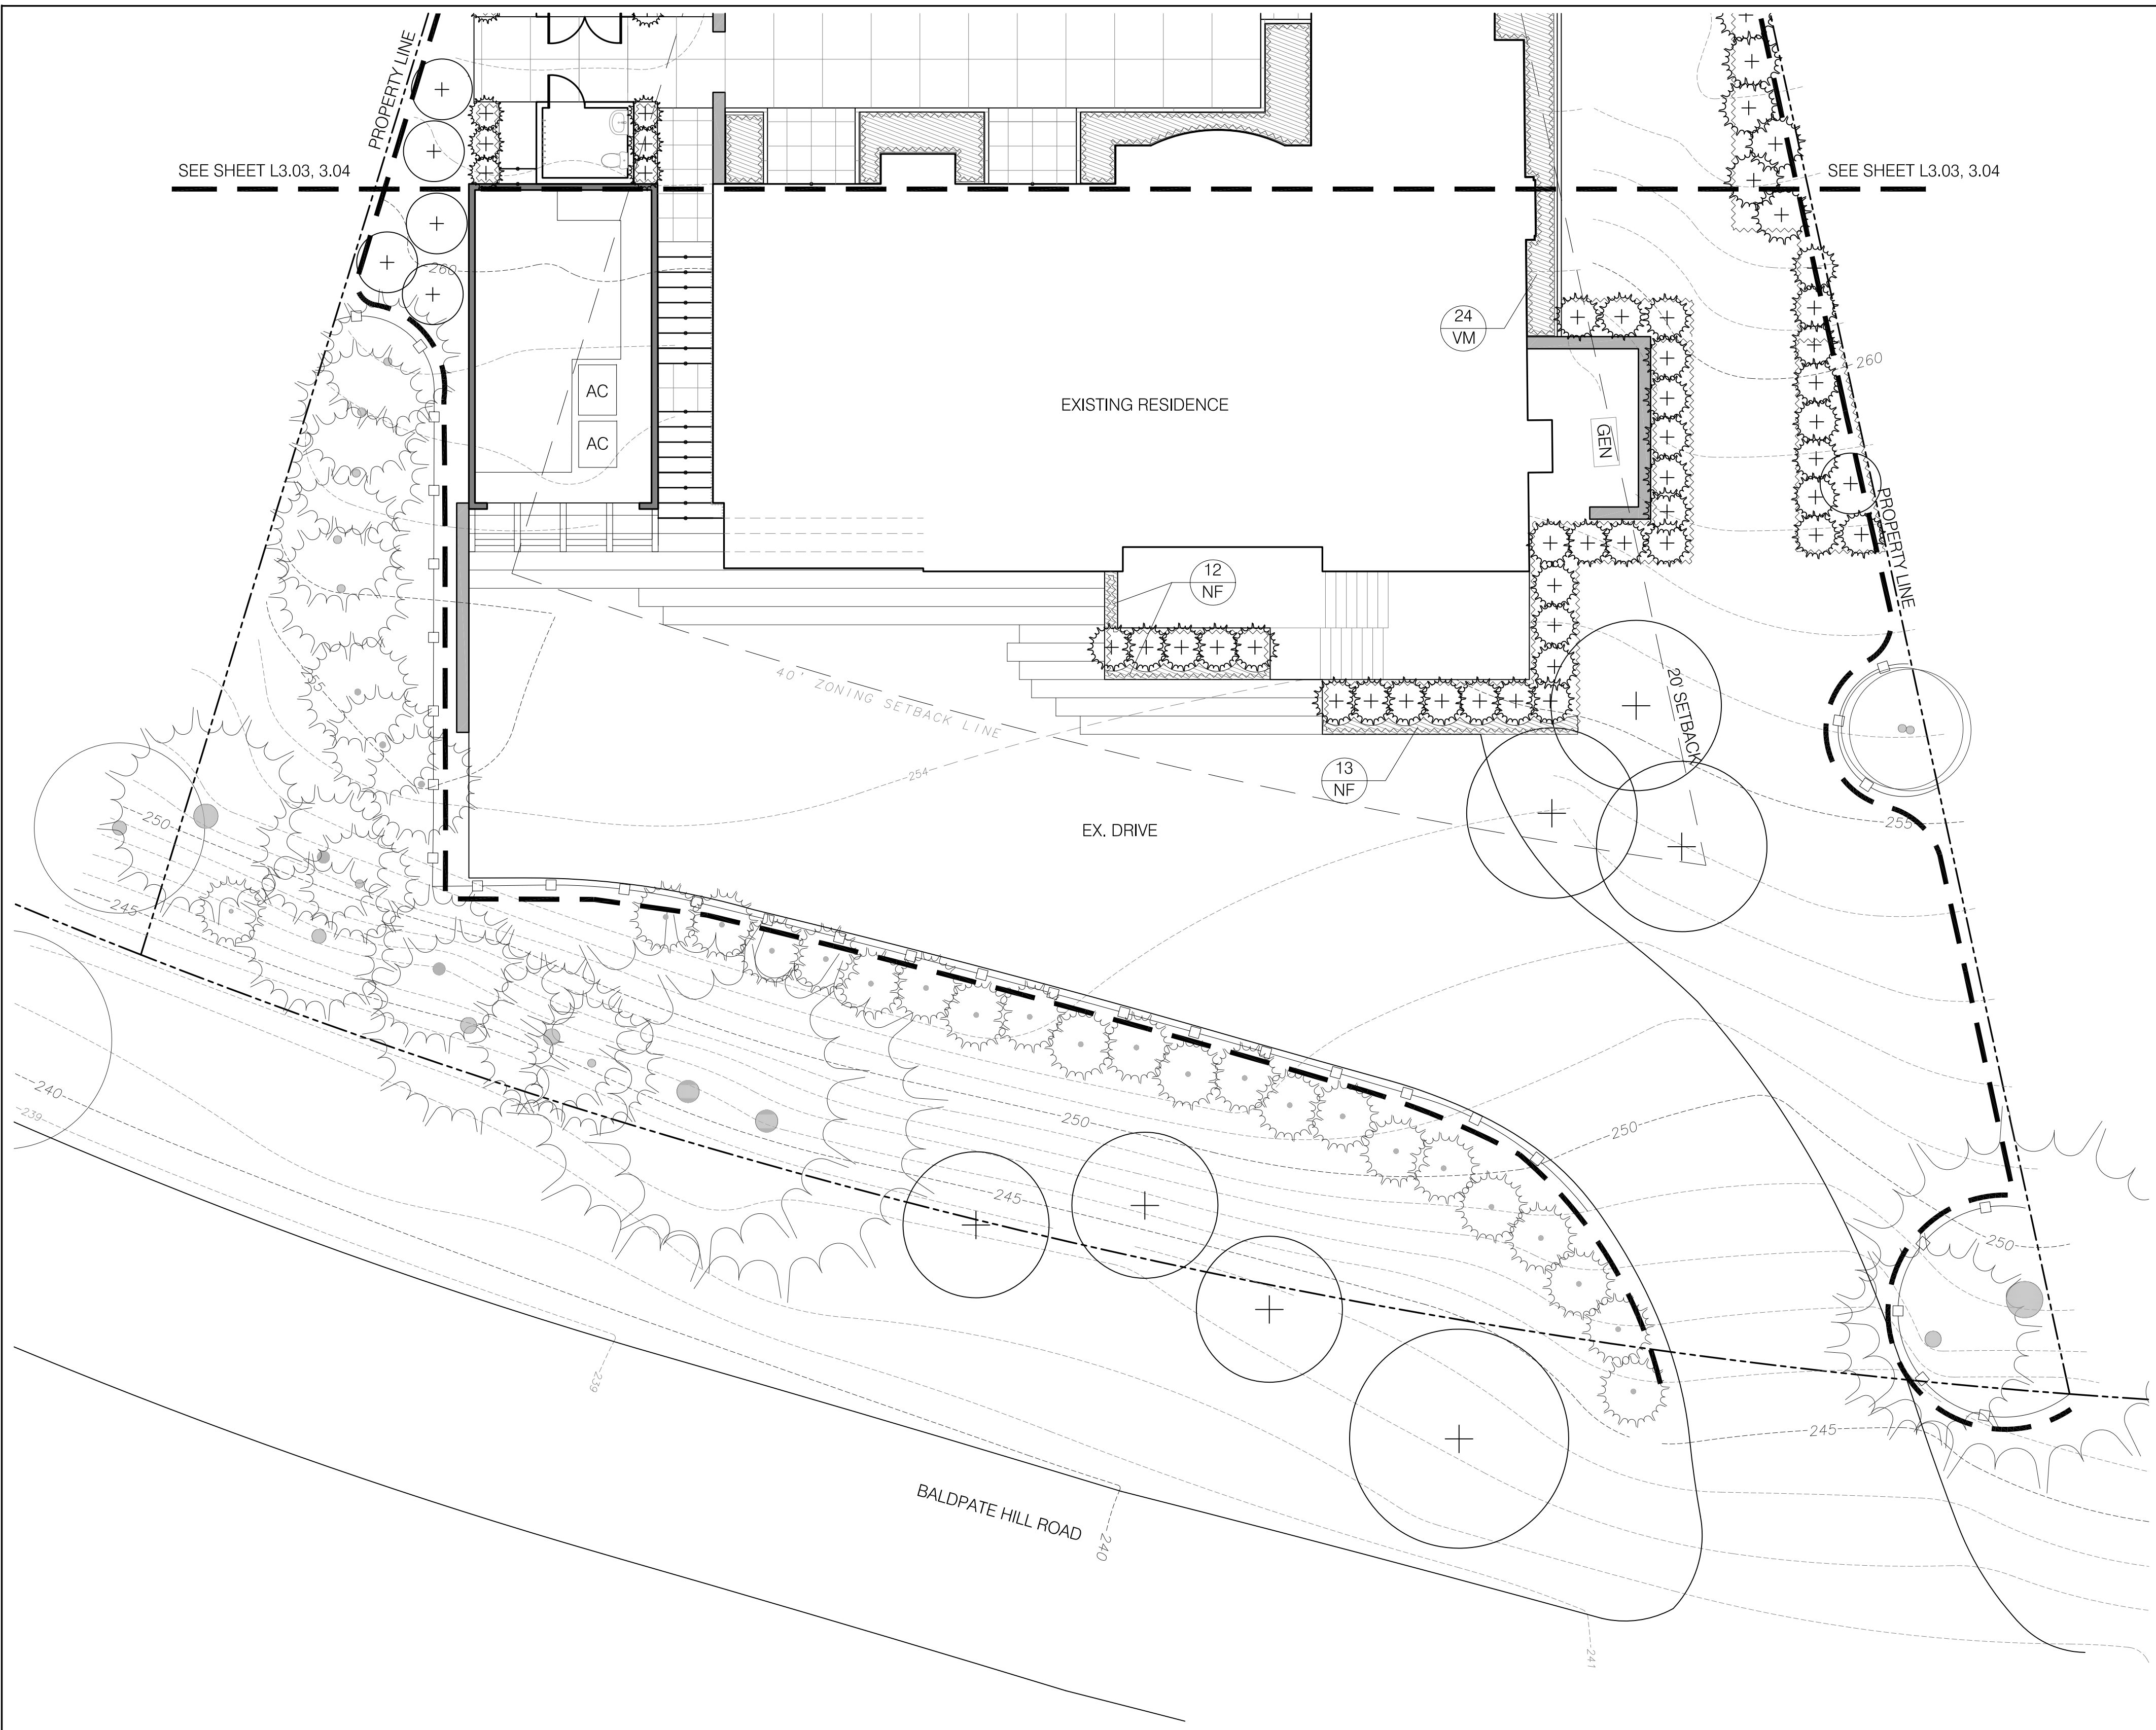 PROPERTY LINE
SEE SHEET L3.03, 3.04
SEE SHEET L3.03, 3.04
260
24
VM
260
AC
EXISTING RESIDENCE
AC
GEN
PROPERTY LINE
12
NF
255
40' ZONING SETBACK LINE
20' SETBACK
254
13
NF
250
255
EX. DRIVE
245
240
239
250
250
245
250
239
245
BALDPATE HILL ROAD
240
241